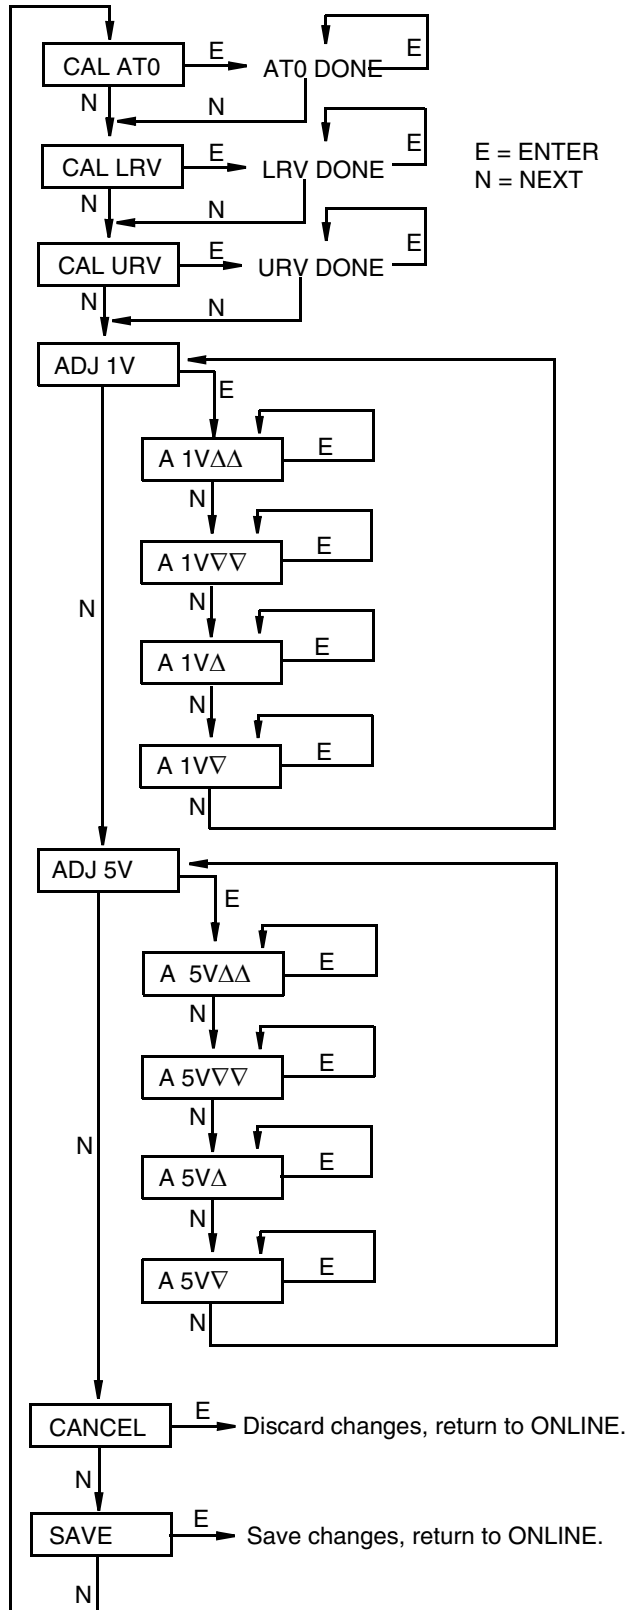 E
CAL AT0
E
AT0 DONE
N
N
E
CAL LRV
E
LRV DONE
E = ENTER
N = NEXT
N
N
E
CAL URV
E
URV DONE
N
N
ADJ 1V
E
A 1V∆∆
E
N
A 1V∇∇
E
N
N
A 1V∆
E
N
A 1V∇
E
N
ADJ 5V
E
A 5V∆∆
E
N
A 5V∇∇
E
N
N
A 5V∆
E
N
A 5V∇
E
N
CANCEL
E
Discard changes, return to ONLINE.
N
SAVE
E
Save changes, return to ONLINE.
N